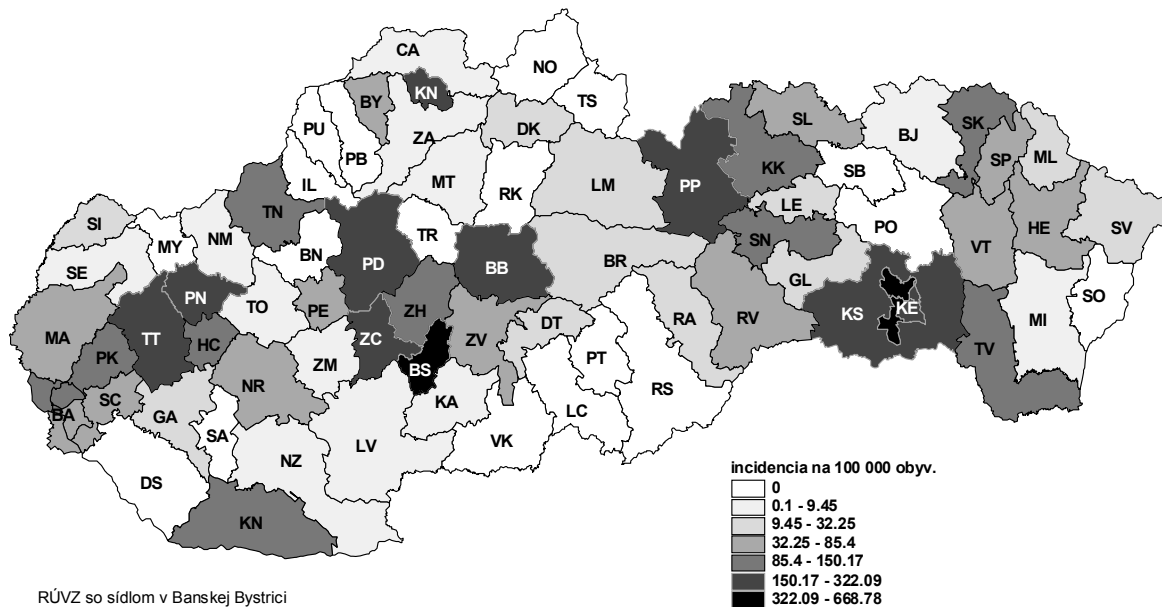 CA
NO
KN
TS
BY
DK
SL
SK
PU
ZA
BJ
SP
ML
PB
KK
SB
IL
MT
RK
LM
PP
LE
TN
SI
NM
TR
PO
HE
SV
MY
BN
SN
VT
SE
PD
BB
BR
GL
SO
PN
TO
PE
ZH
KS
KE
MI
MA
TT
HC
ZC
ZV
DT
RA
RV
PK
ZM
BS
PT
TV
NR
BA
SC
GA
KA
RS
SA
LC
LV
VK
NZ
DS
KN
incidencia na 100 000 obyv.
0
0.1 - 9.45
9.45 - 32.25
32.25 - 85.4
85.4 - 150.17
150.17 - 322.09
322.09 - 668.78
RÚVZ so sídlom v Banskej Bystrici